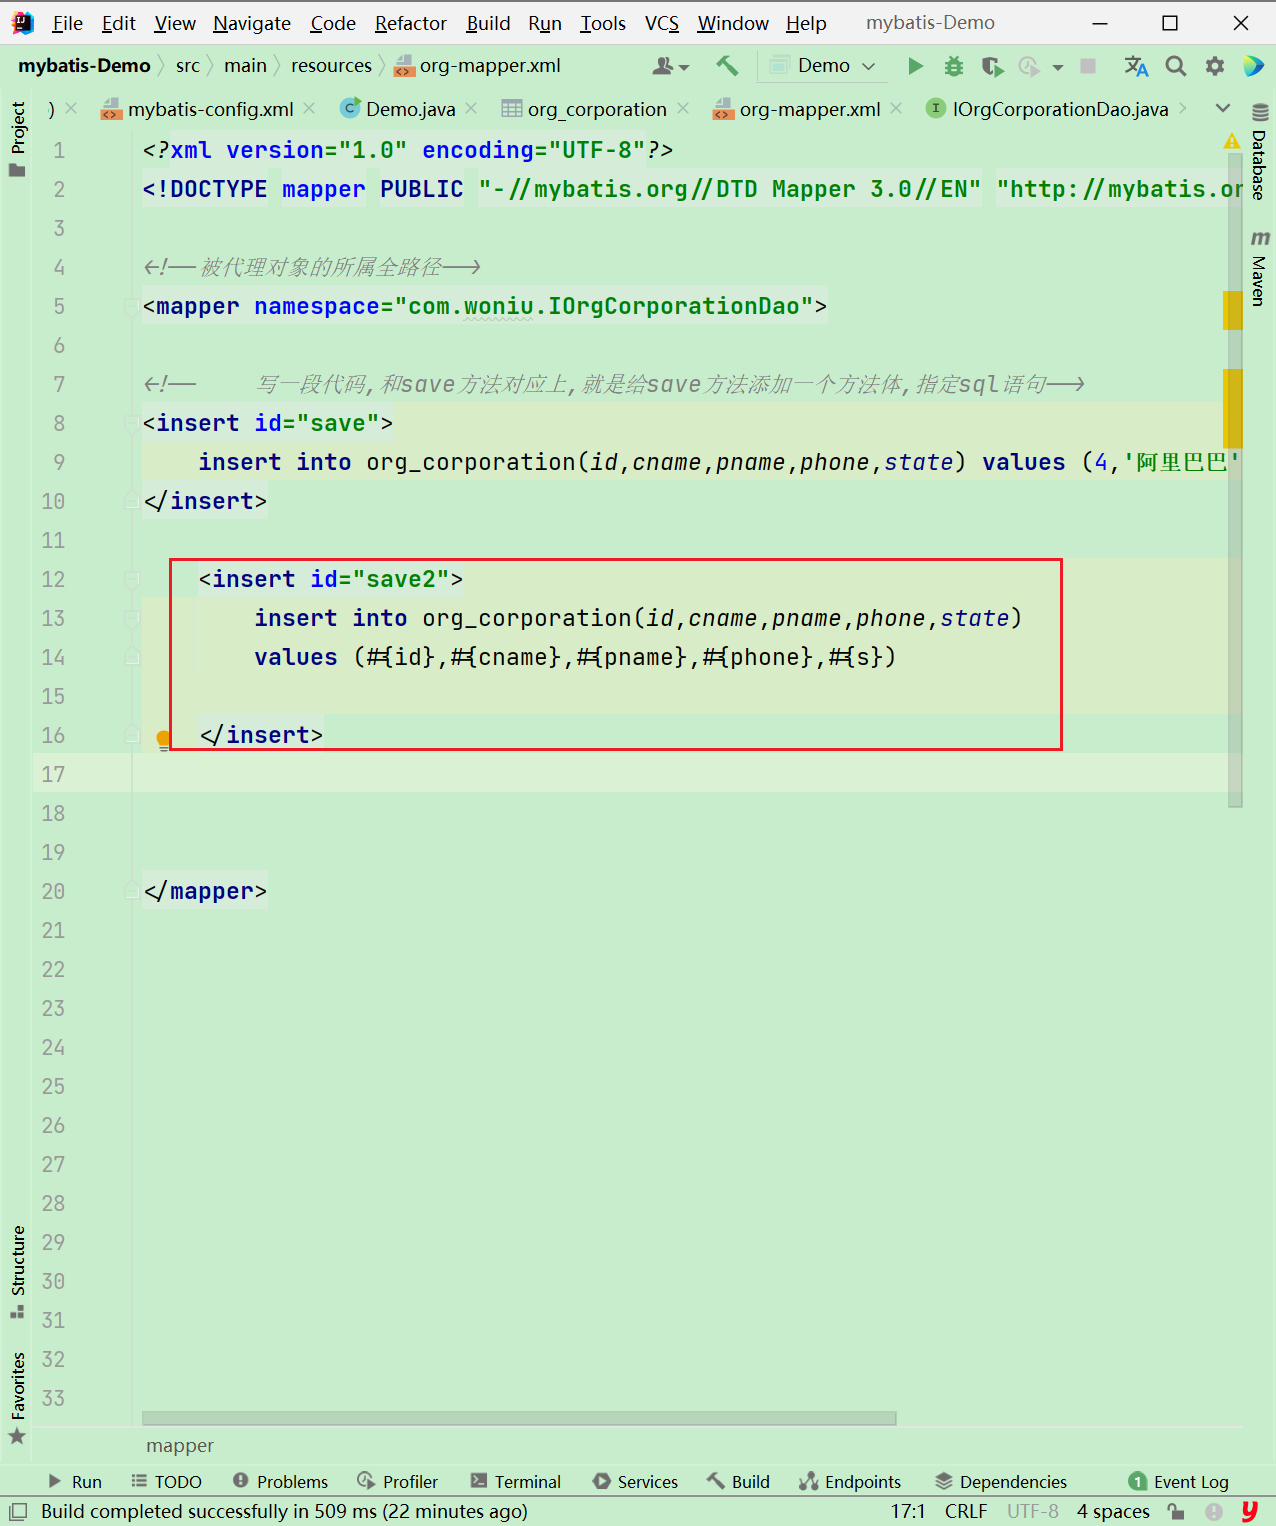 File Edit View Navigate Code Refactor Build Run Tools VCS Window Help mybatis-Demo
mybatis-Demo src main resources org-mapper.xml Demo
) mybatis-config.xml Demo.java org_corporation org-mapper.xml IOrgCorporationDao.java
Project
Database
Maven
1 <?xml version="1.0" encoding="UTF-8"?>
2 <!DOCTYPE mapper PUBLIC "-//mybatis.org//DTD Mapper 3.0//EN" "http://mybatis.or
3
4 <!--被代理对象的所属全路径-->
5 <mapper namespace="com.woniu.IOrgCorporationDao">
6
7 <!--    写一段代码,和save方法对应上,就是给save方法添加一个方法体,指定sql语句-->
8 <insert id="save">
9     insert into org_corporation(id,cname,pname,phone,state) values (4,'阿里巴巴'
10 </insert>
11
12     <insert id="save2">
13         insert into org_corporation(id,cname,pname,phone,state)
14         values (#{id},#{cname},#{pname},#{phone},#{s})
15
16     </insert>
17
18
19
20 </mapper>
21
22
23
24
25
26
27
28
29
30
31
32
33
Structure
Favorites
mapper
Run TODO Problems Profiler Terminal Services Build Endpoints Dependencies 1 Event Log
Build completed successfully in 509 ms (22 minutes ago) 17:1 CRLF UTF-8 4 spaces